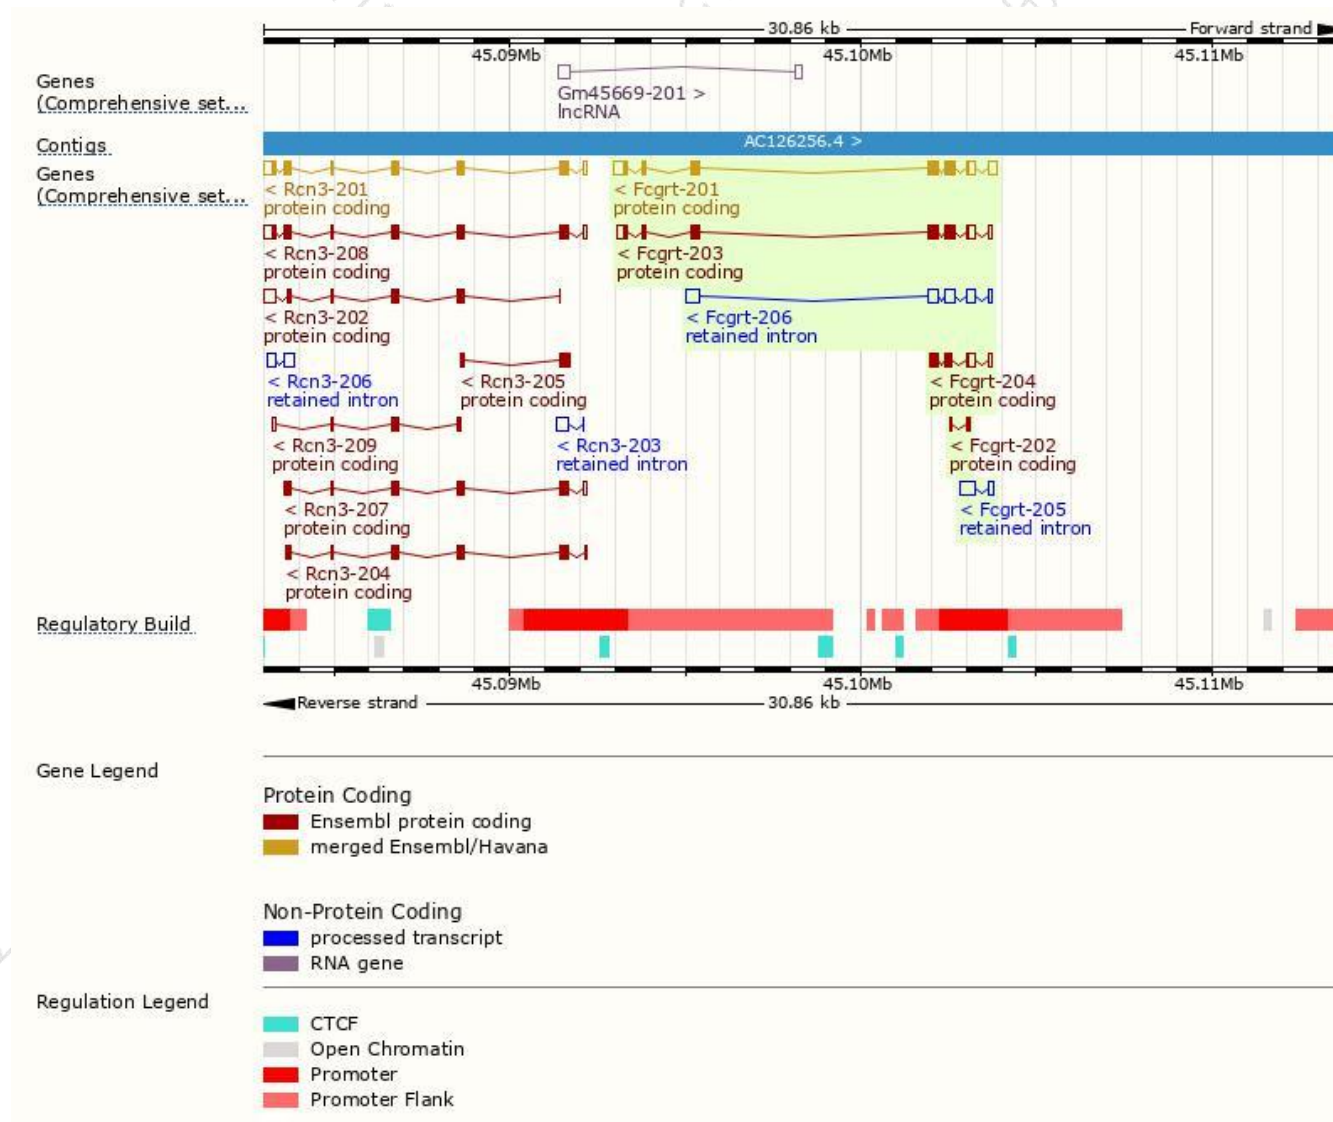 30.86 kb Forward strand
45.09Mb 45.10Mb 45.11Mb
Genes
(Comprehensive set...
Gm45669-201 >
lncRNA
Contigs
AC126256.4 >
Genes
(Comprehensive set...
< Rcn3-201 < Fcgrt-201
protein coding protein coding
< Rcn3-208 < Fcgrt-203
protein coding protein coding
< Rcn3-202 < Fcgrt-206
protein coding retained intron
< Rcn3-206 < Rcn3-205 < Fcgrt-204
retained intron protein coding protein coding
< Rcn3-209 < Rcn3-203 < Fcgrt-202
protein coding retained intron protein coding
< Rcn3-207 < Fcgrt-205
protein coding retained intron
< Rcn3-204
protein coding
Regulatory Build
45.09Mb 45.10Mb 45.11Mb
Reverse strand 30.86 kb
Gene Legend
Protein Coding
Ensembl protein coding
merged Ensembl/Havana
Non-Protein Coding
processed transcript
RNA gene
Regulation Legend
CTCF
Open Chromatin
Promoter
Promoter Flank